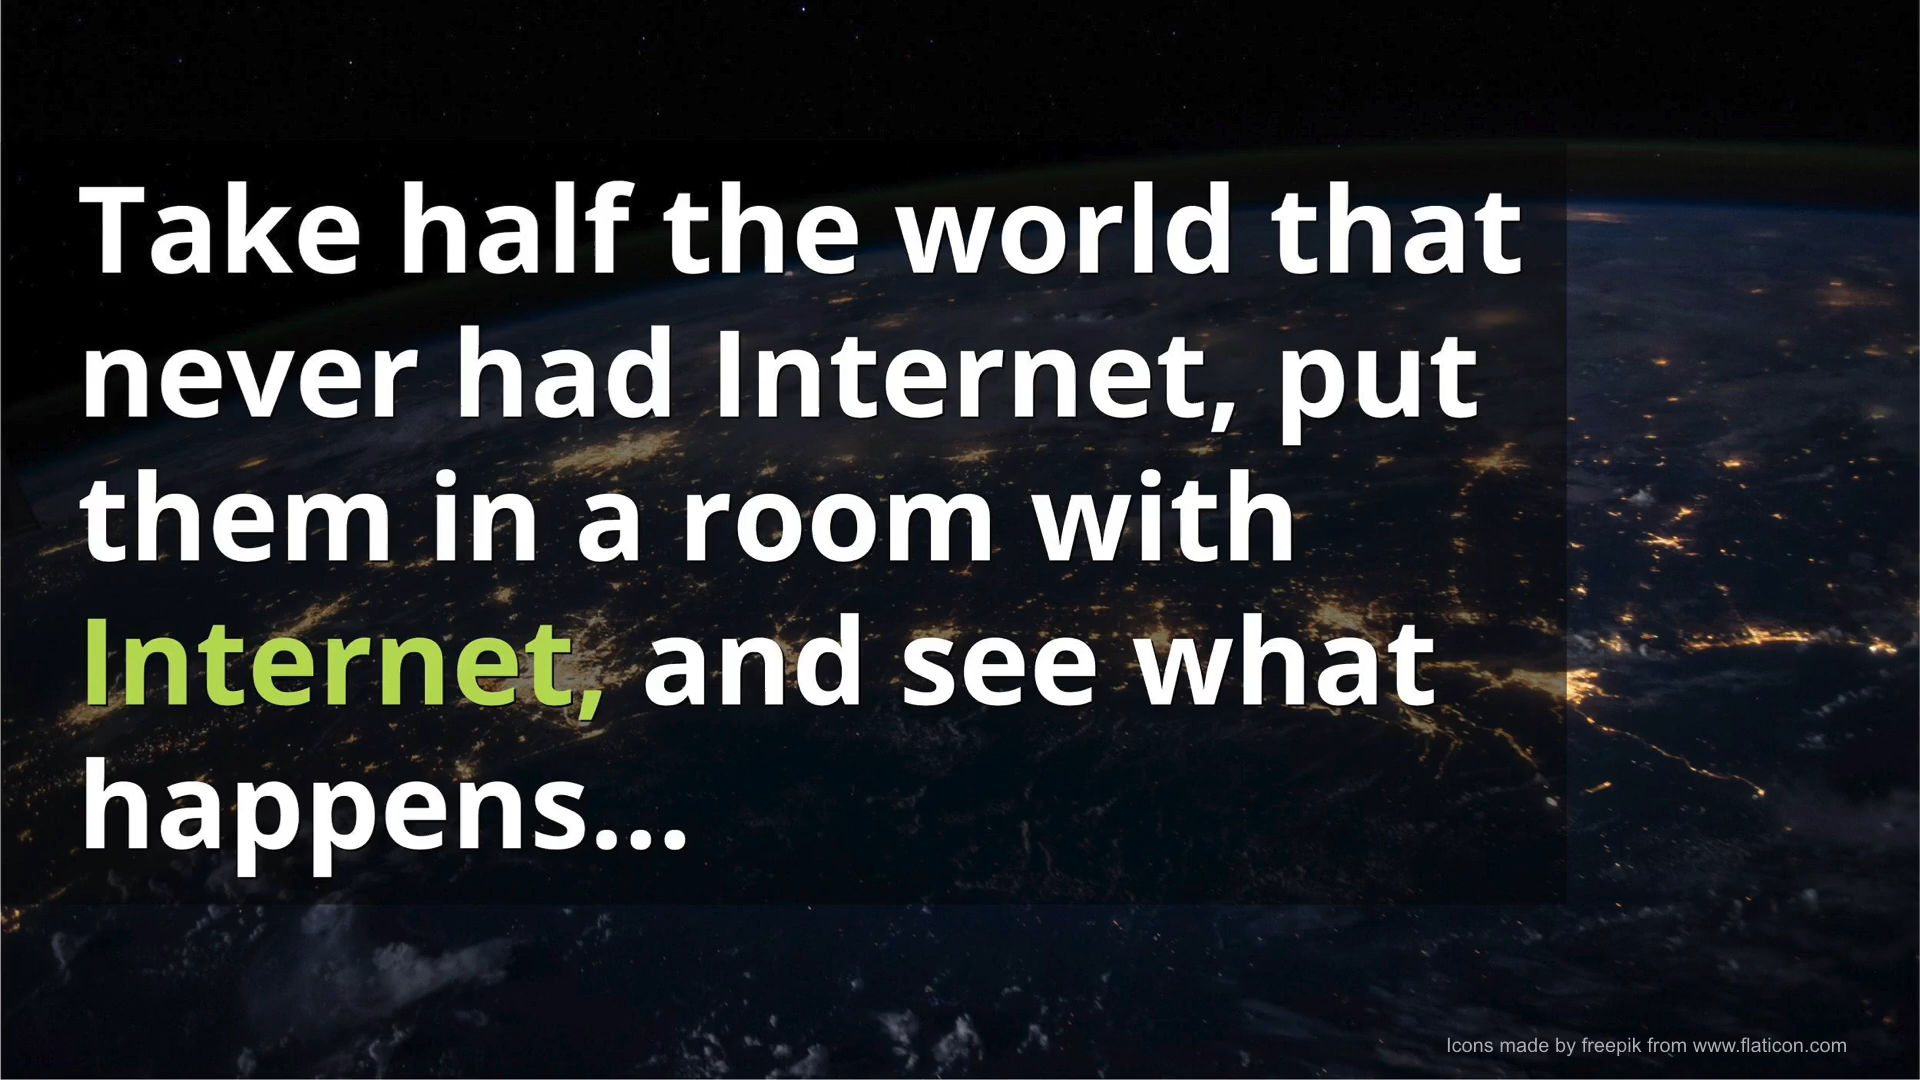 Take half the world that
never had Internet, put
them in a room with
Internet, and see what
happens...
Icons made by freepik from www.flaticon.com